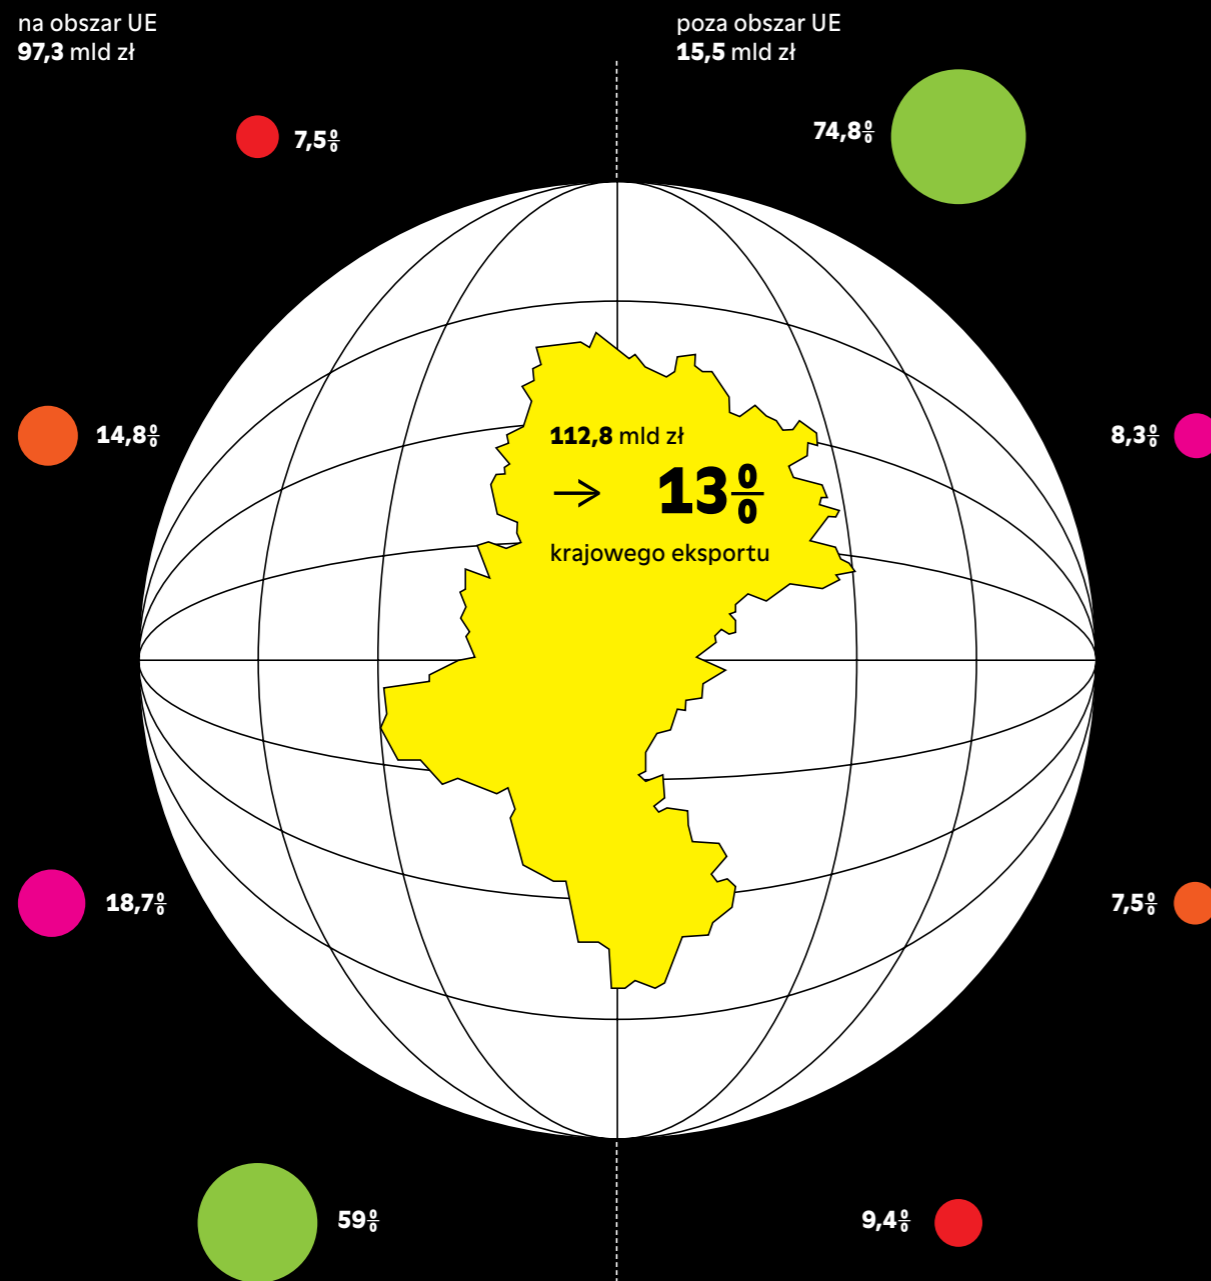 na obszar UE
97,3 mld zł
poza obszar UE
15,5 mld zł
7,5%
74,8%
14,8%
112,8 mld zł
8,3%
→ 13%
krajowego eksportu
18,7%
7,5%
59%
9,4%